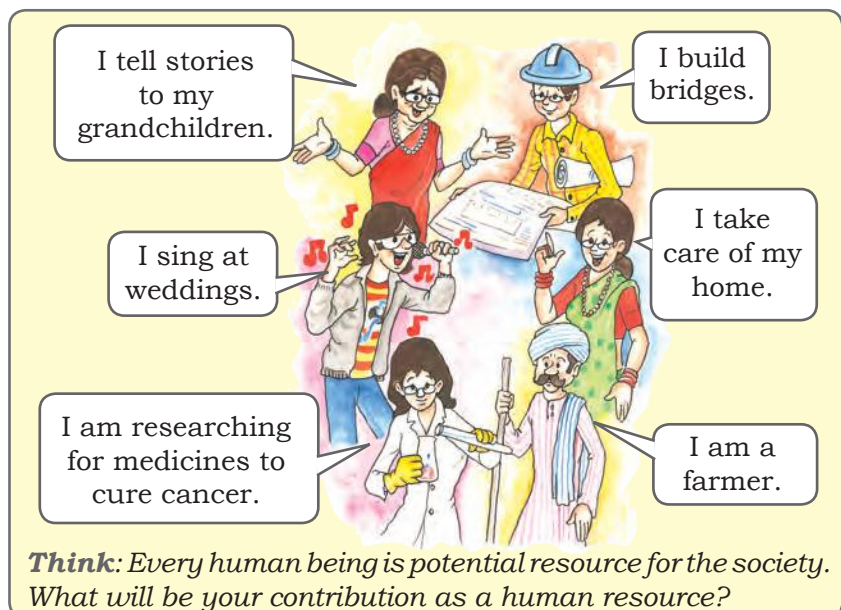 I tell stories
to my
grandchildren.
I build
bridges.
I sing at
weddings.
I take
care of my
home.
I am researching
for medicines to
cure cancer.
I am a
farmer.
Think: Every human being is potential resource for the society.
What will be your contribution as a human resource?